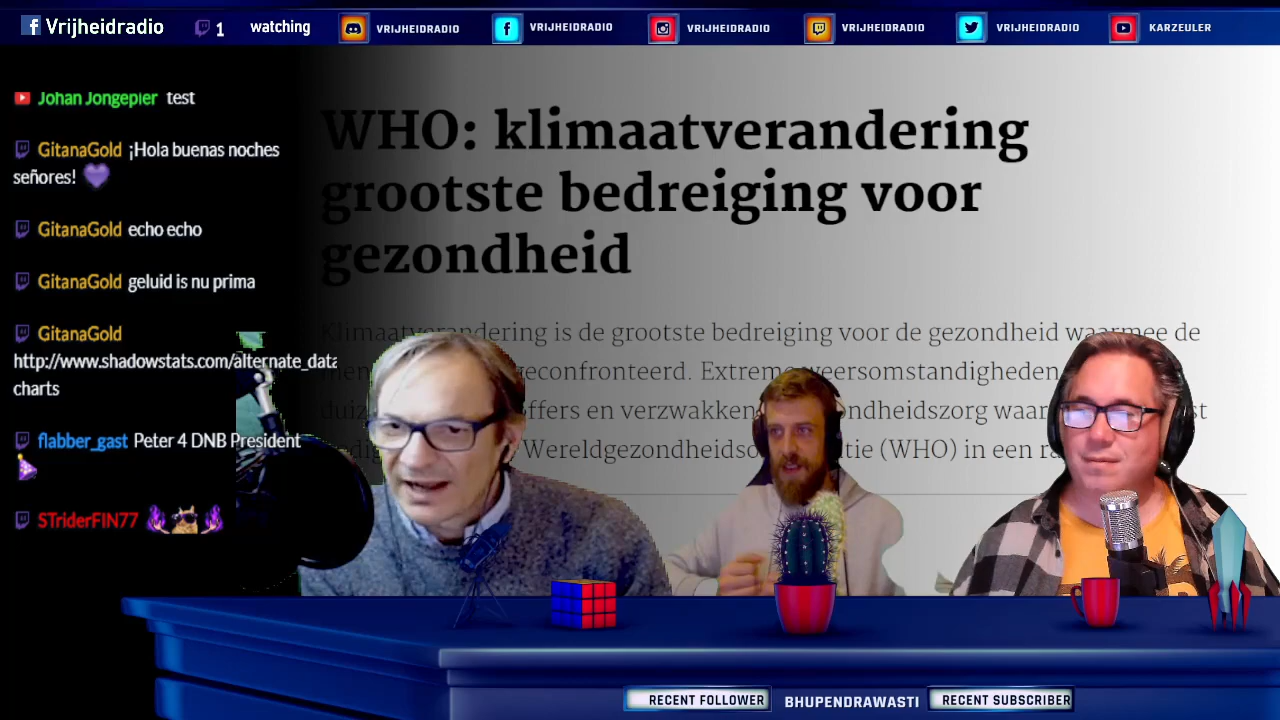 Vrijheidradio
1 watching
VRIJHEIDRADIO
VRIJHEIDRADIO
VRIJHEIDRADIO
VRIJHEIDRADIO
VRIJHEIDRADIO
KARZEULER
Johan Jongepier test
GitanaGold ¡Hola buenas noches
señores!
GitanaGold echo echo
GitanaGold geluid is nu prima
GitanaGold
http://www.shadowstats.com/alternate_data
charts
flabber_gast Peter 4 DNB President
STriderFIN77
WHO: klimaatverandering
grootste bedreiging voor
gezondheid
Klimaatverandering is de grootste bedreiging voor de gezondheid waarmee de
geconfronteerd. Extreme weersomstandigheden
en verzwakken
Wereldgezondheidso (WHO) in een
RECENT FOLLOWER
BHUPENDRAWASTI
RECENT SUBSCRIBER